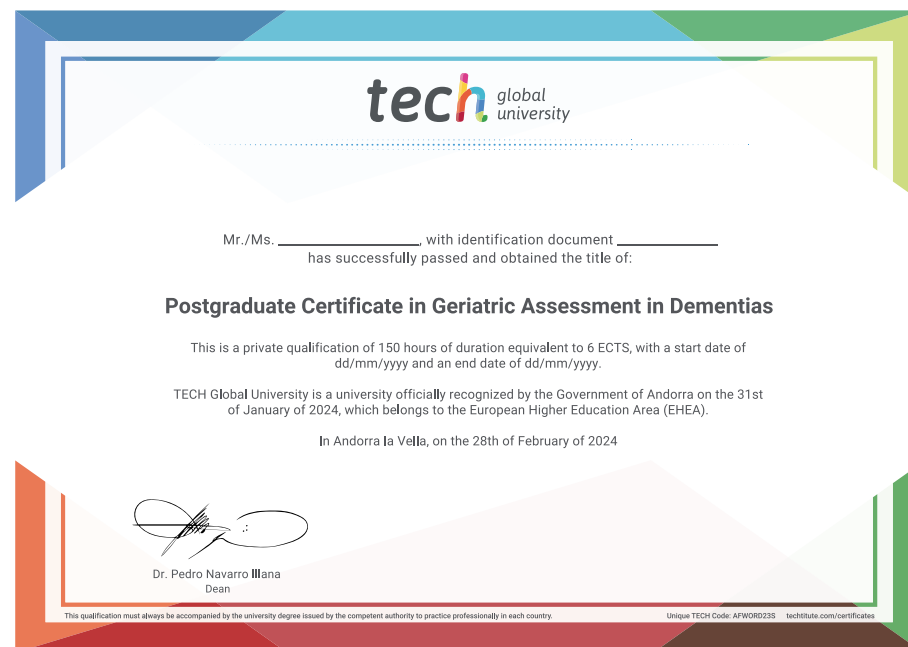 tech global university
Mr./Ms. ____________, with identification document ____________
has successfully passed and obtained the title of:
Postgraduate Certificate in Geriatric Assessment in Dementias
This is a private qualification of 150 hours of duration equivalent to 6 ECTS, with a start date of
dd/mm/yyyy and an end date of dd/mm/yyyy.
TECH Global University is a university officially recognized by the Government of Andorra on the 31st
of January of 2024, which belongs to the European Higher Education Area (EHEA).
In Andorra la Vella, on the 28th of February of 2024
Dr. Pedro Navarro Illana
Dean
This qualification must always be accompanied by the university degree issued by the competent authority to practice professionally in each country.
Unique TECH Code: AFWORD23S techtitute.com/certificates